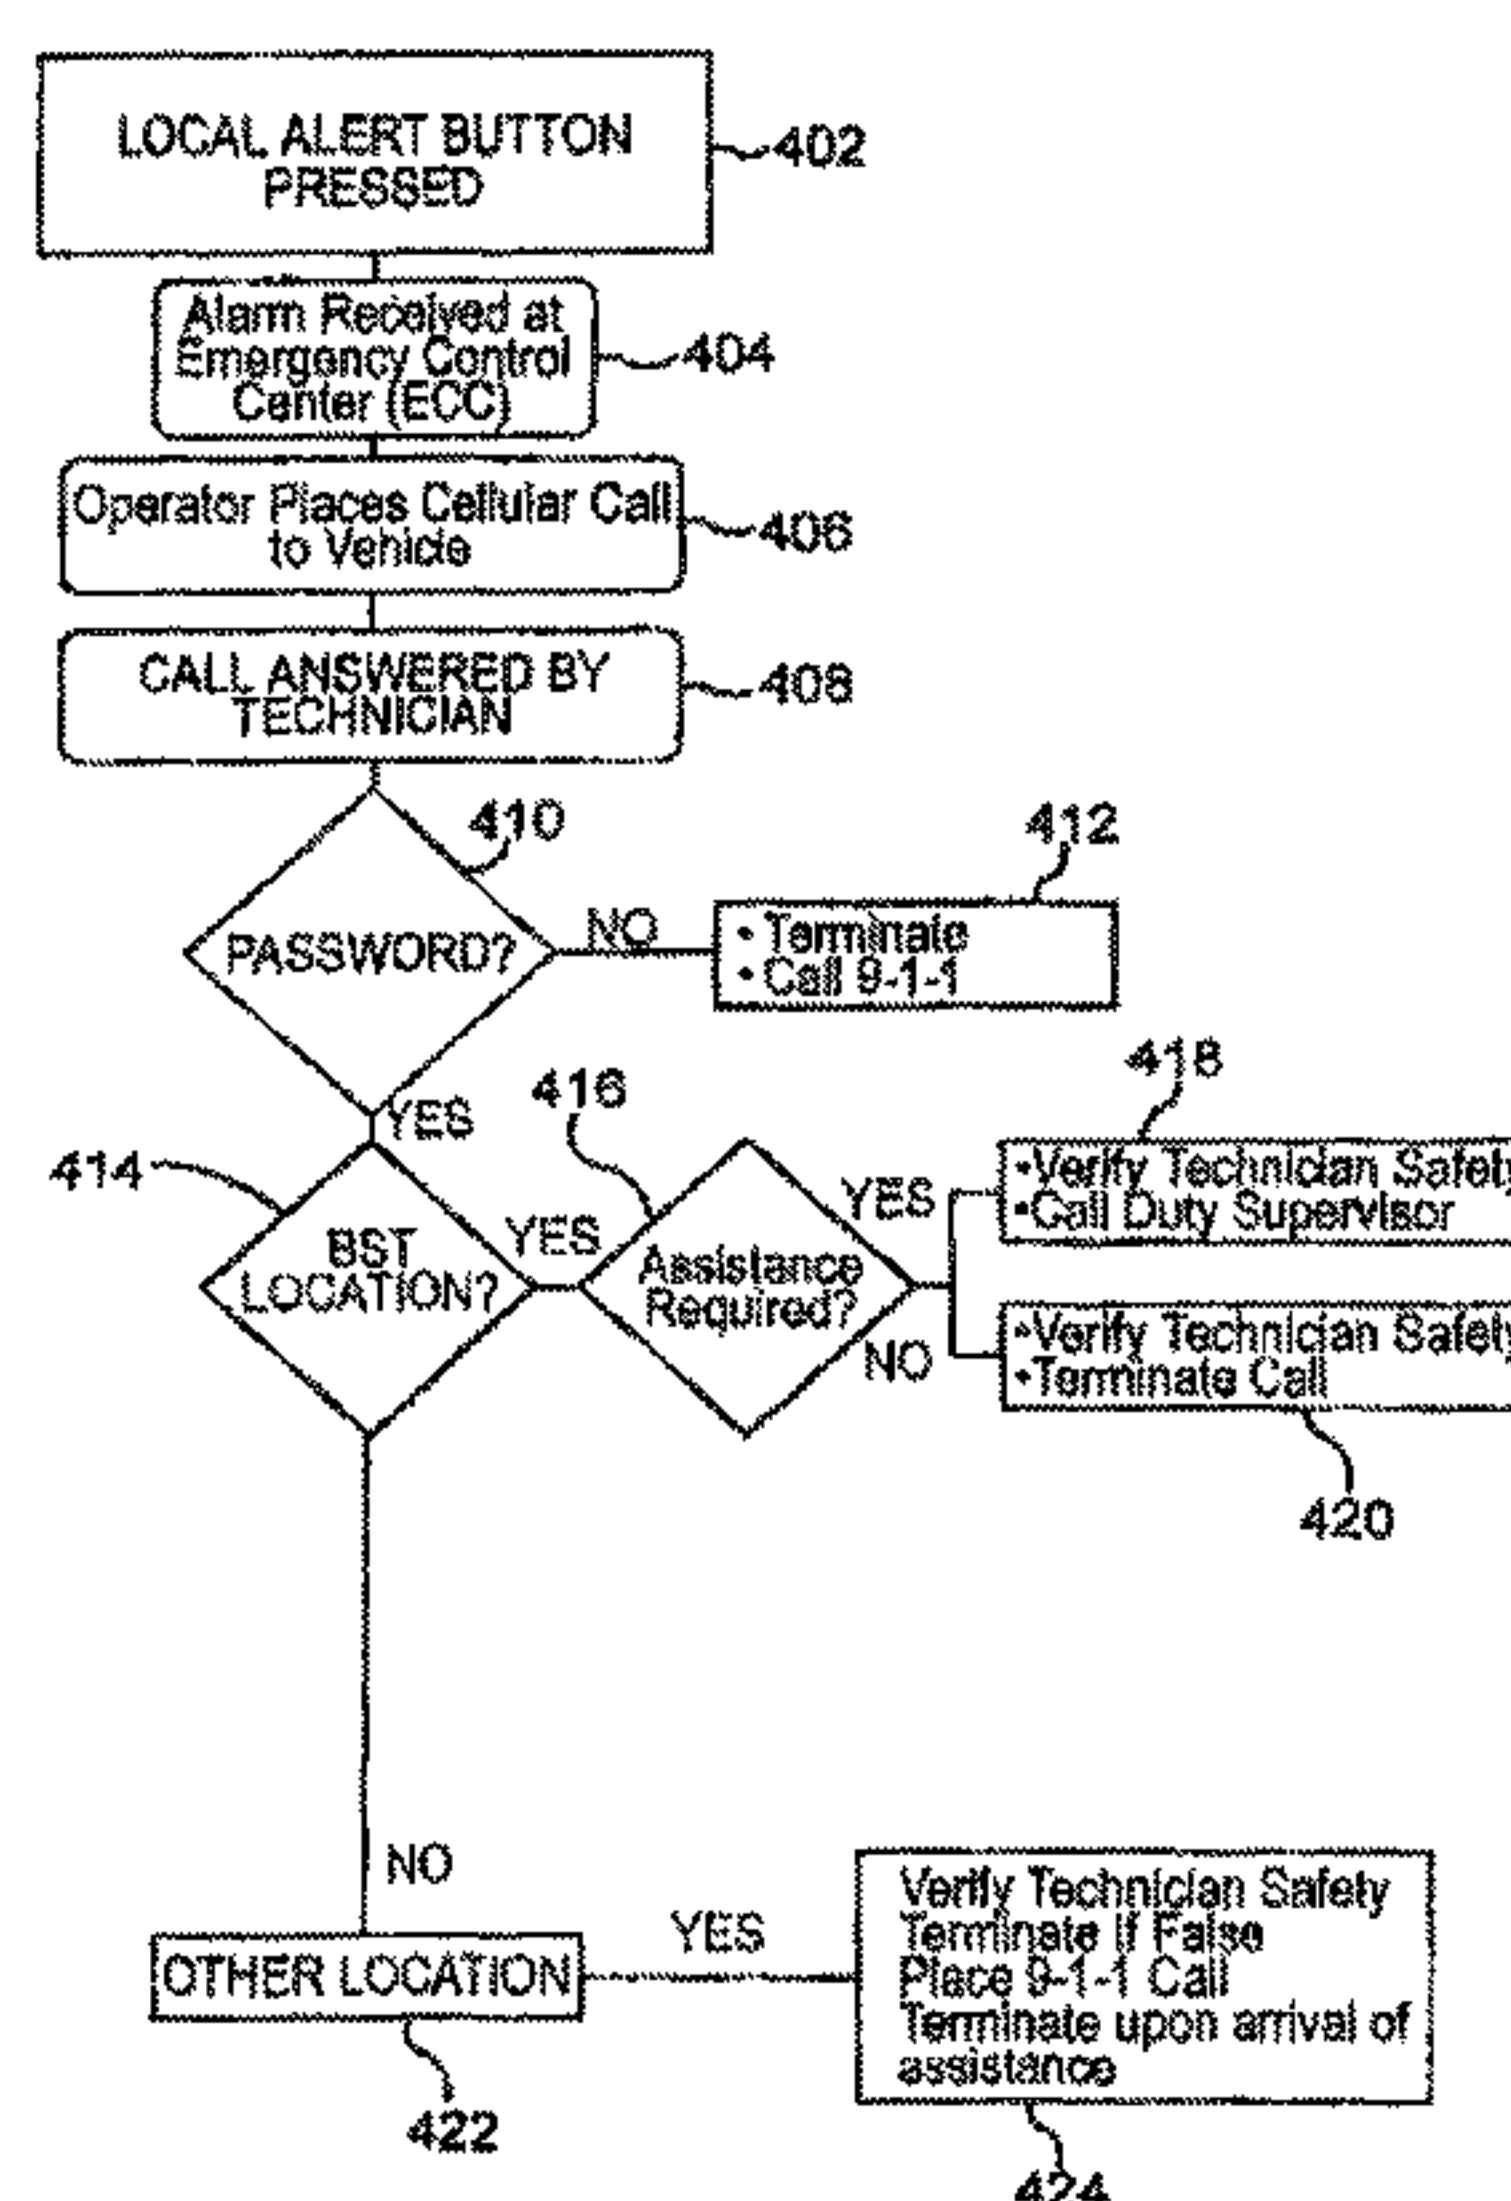 LOCAL ALERT BUTTON
PRESSED
402
Alarm Received at
Emergency Control
Center (ECC)
404
Operator Places Cellular Call
to Vehicle
406
CALL ANSWERED BY
TECHNICIAN
408
410
PASSWORD?
NO
412
• Terminate
• Call 9-1-1
YES
414
BST
LOCATION?
YES
416
Assistance
Required?
YES
418
•Verify Technician Safety
•Call Duty Supervisor
NO
•Verify Technician Safety
•Terminate Call
420
NO
OTHER LOCATION
422
YES
Verify Technician Safety
Terminate if False
Place 9-1-1 Call
Terminate upon arrival of
assistance
424